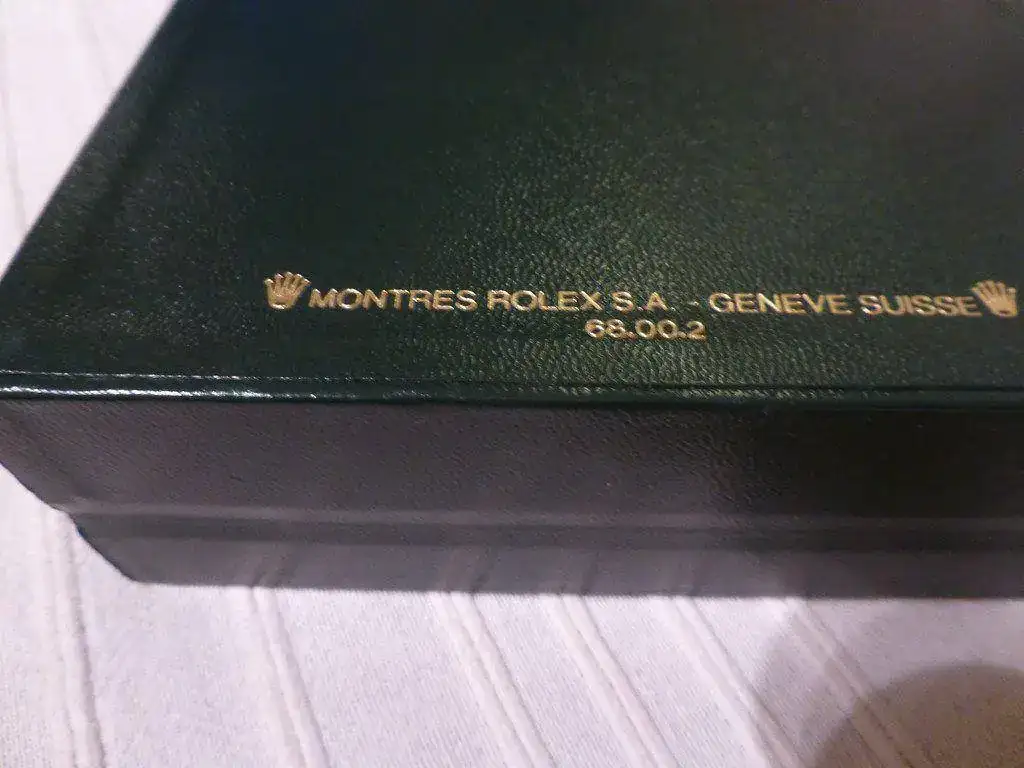 MONTRES ROLEX S.A. - GENEVE SUISSE
68.00.2